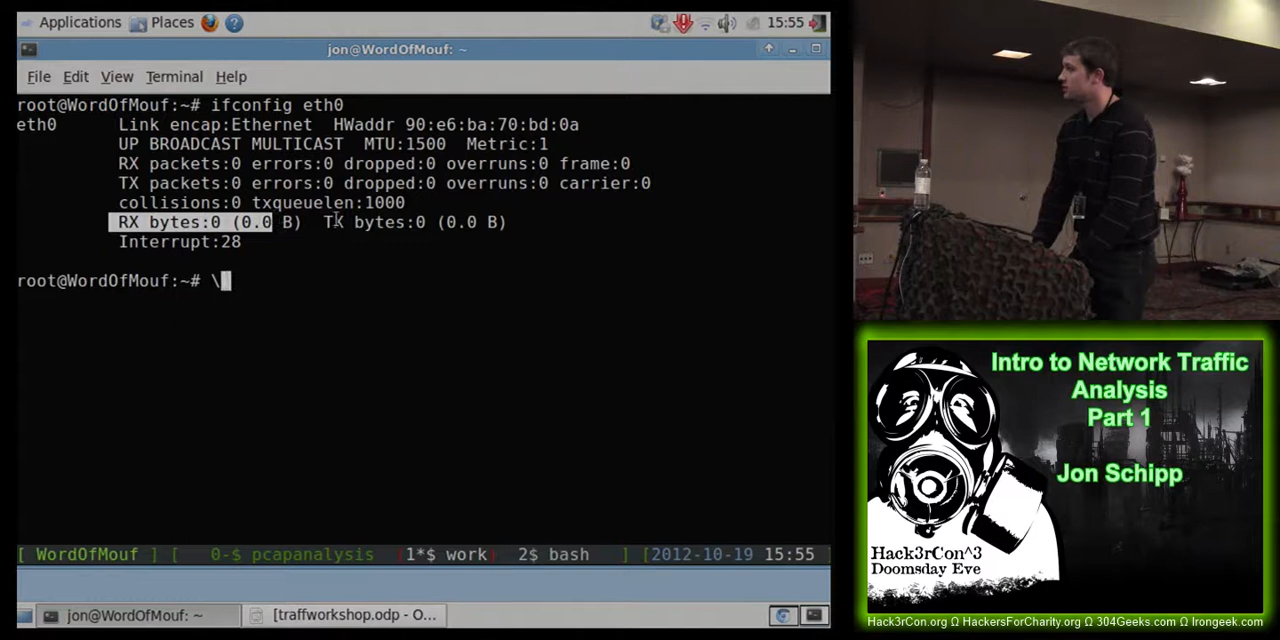 Applications Places 15:55
jon@WordOfMouf: ~
File Edit View Terminal Help
root@WordOfMouf:~# ifconfig eth0
eth0 Link encap:Ethernet HWaddr 90:e6:ba:70:bd:0a
UP BROADCAST MULTICAST MTU:1500 Metric:1
RX packets:0 errors:0 dropped:0 overruns:0 frame:0
TX packets:0 errors:0 dropped:0 overruns:0 carrier:0
collisions:0 txqueuelen:1000
RX bytes:0 (0.0 B) TX bytes:0 (0.0 B)
Interrupt:28
root@WordOfMouf:~# \
[ WordOfMouf ] [ 0-$ pcapanalysis (1*$ work) 2$ bash ] [2012-10-19 15:55
jon@WordOfMouf: ~ [traffworkshop.odp - O...
Intro to Network Traffic
Analysis
Part 1
Jon Schipp
Hack3rCon^3
Doomsday Eve
Hack3rCon.org Ω HackersForCharity.org Ω 304Geeks.com Ω Irongeek.com